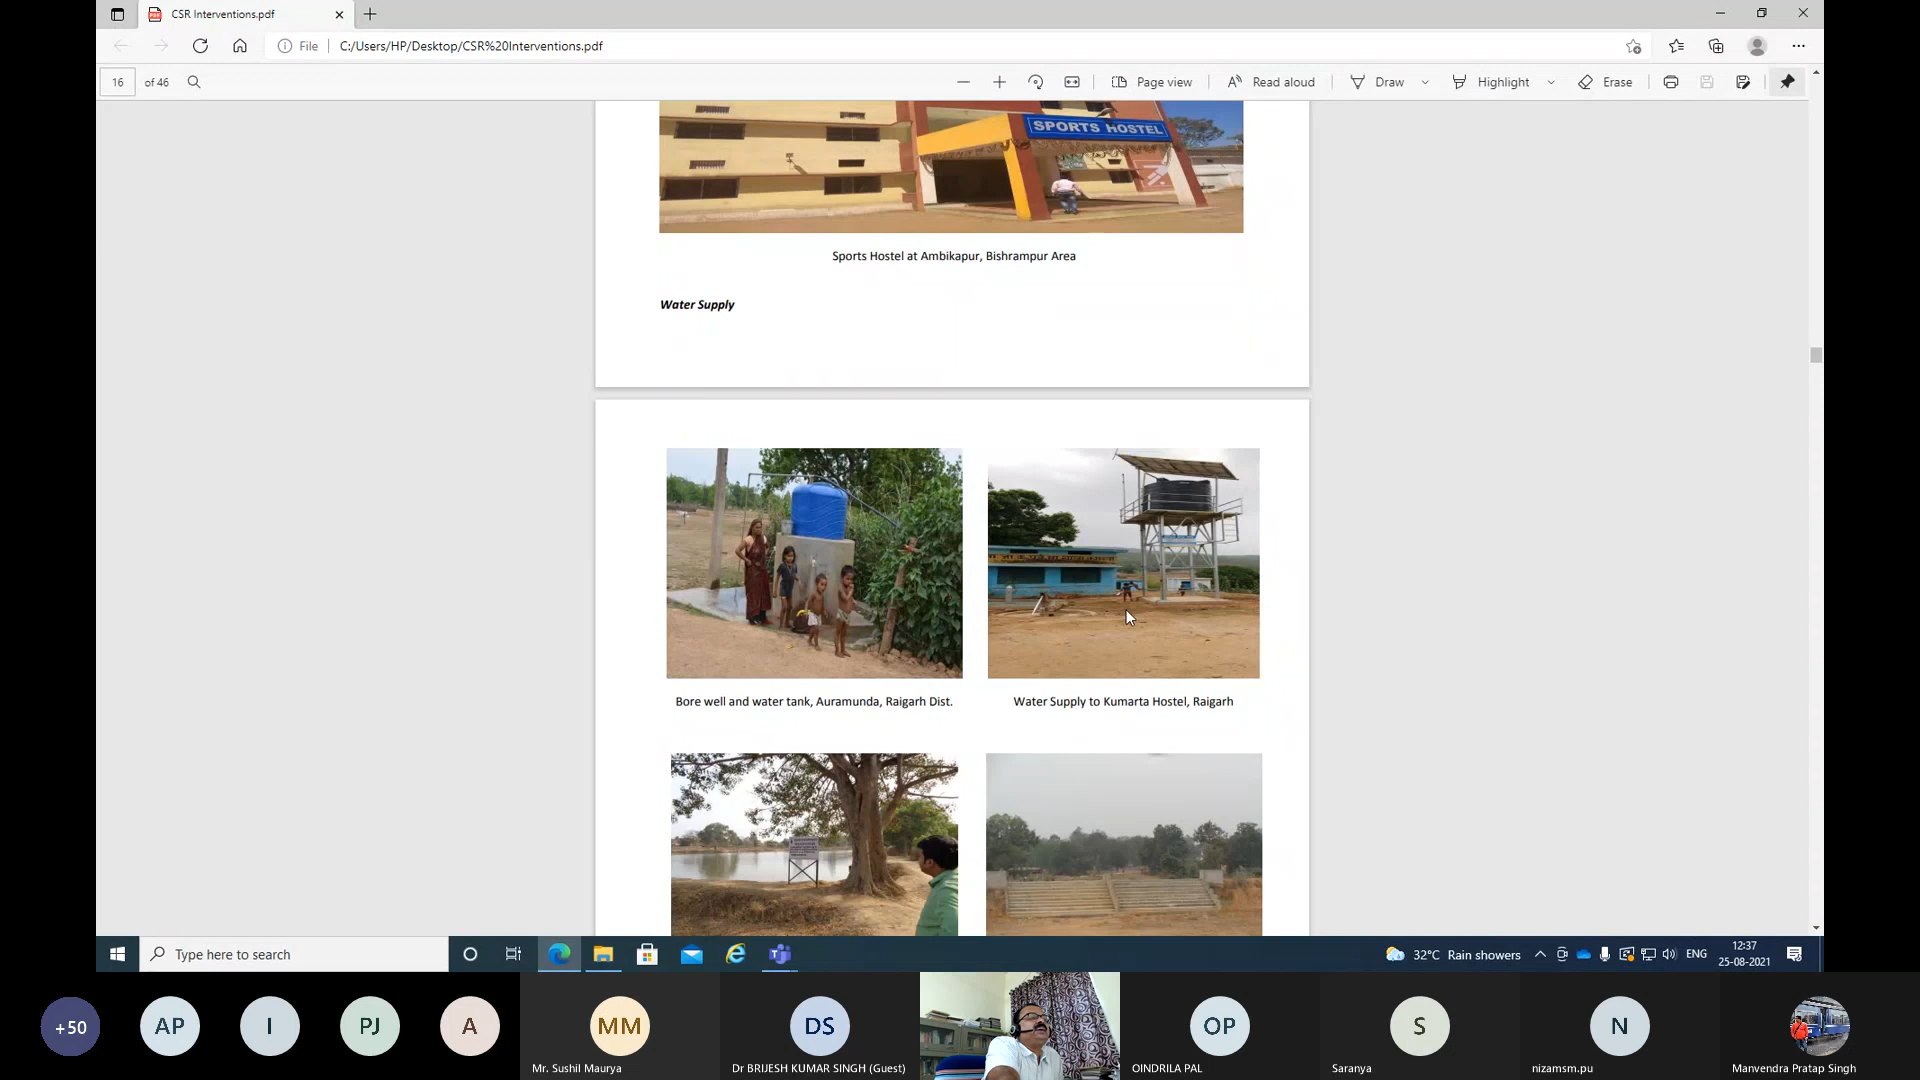 CSR Interventions.pdf
File
C:/Users/HP/Desktop/CSR%20Interventions.pdf
16 of 46
Page view
Read aloud
Draw
Highlight
Erase
SPORTS HOSTEL
Sports Hostel at Ambikapur, Bishrampur Area
Water Supply
Bore well and water tank, Auramunda, Raigarh Dist.
Water Supply to Kumarta Hostel, Raigarh
Type here to search
32°C Rain showers
ENG
12:37
25-08-2021
+50
AP
I
PJ
A
MM
DS
OP
S
N
Mr. Sushil Maurya
Dr BRIJESH KUMAR SINGH (Guest)
OINDRILA PAL
Saranya
nizamsm.pu
Manvendra Pratap Singh